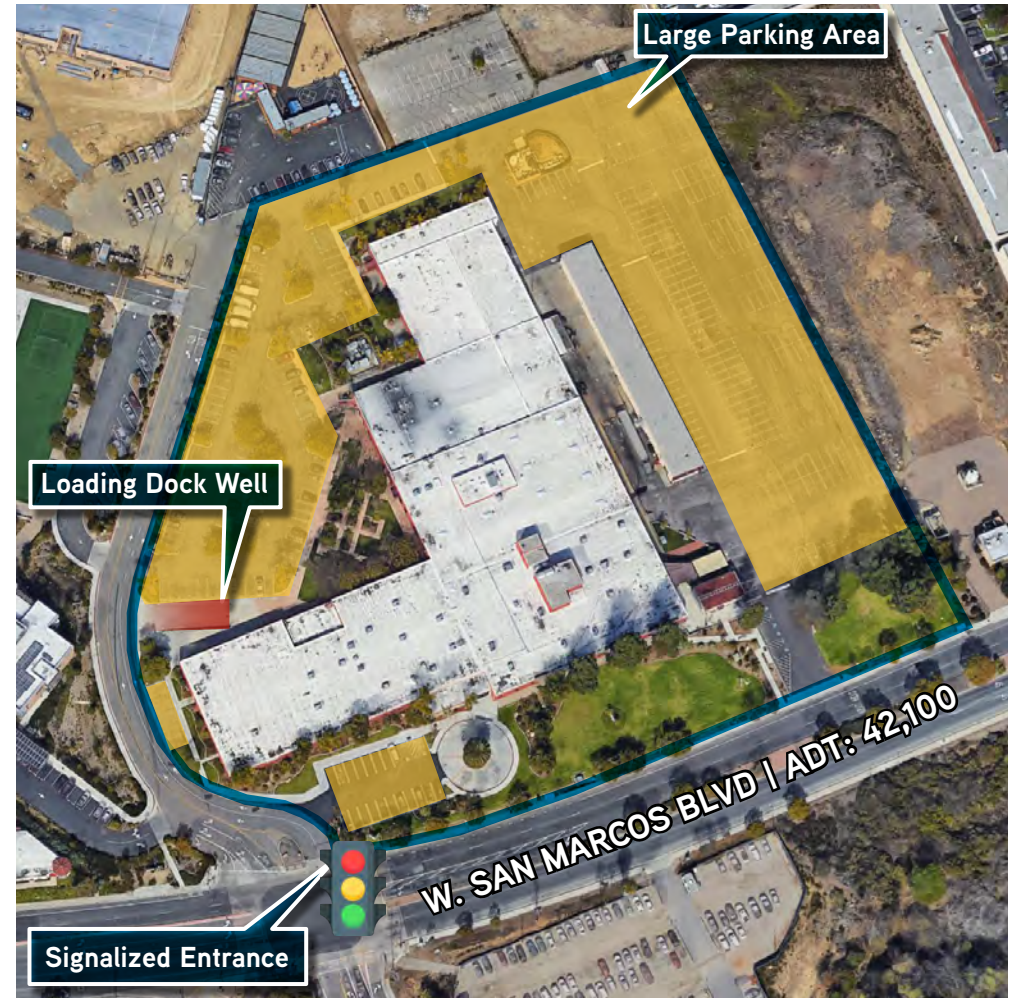 Large Parking Area
Loading Dock Well
W. SAN MARCOS BLVD | ADT: 42,100
Signalized Entrance